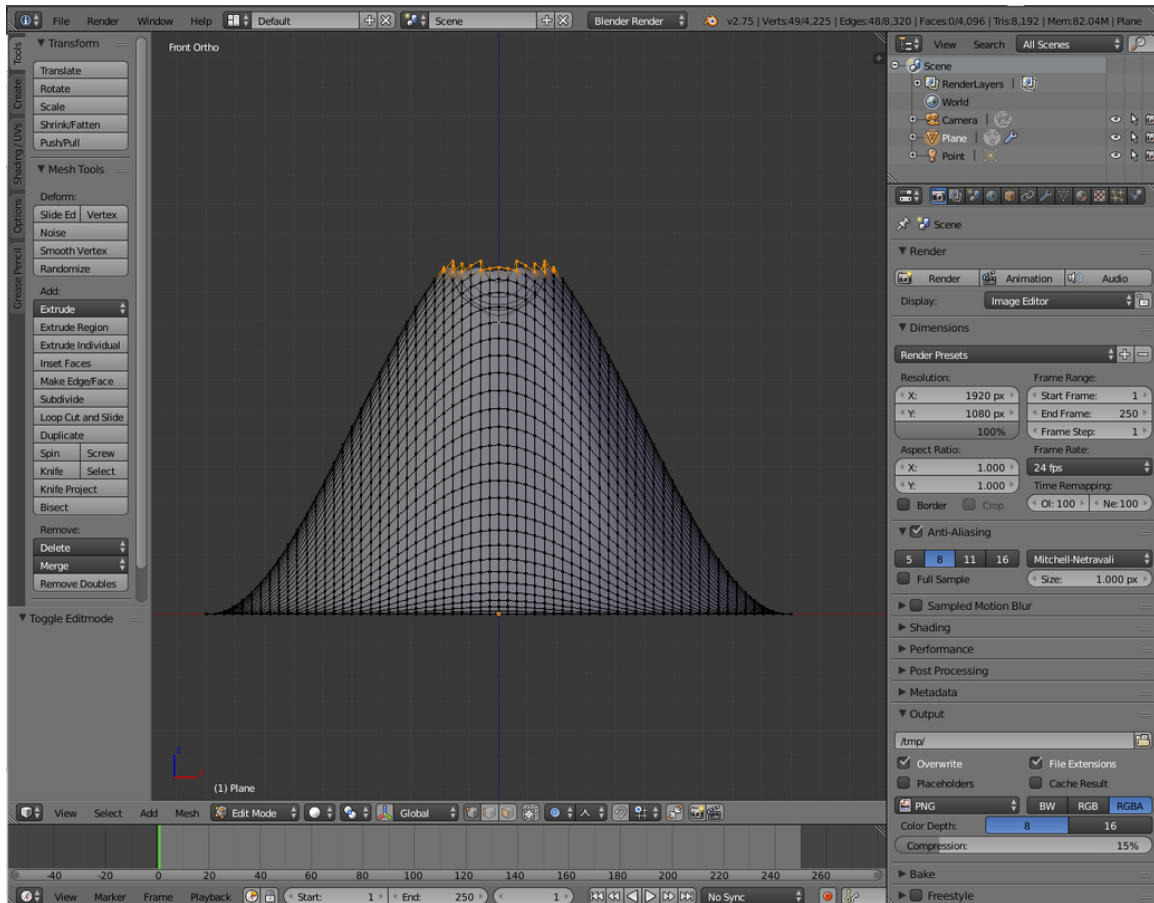 File Render Window Help Default Scene Blender Render v2.75 | Verts:49/4,225 | Edges:48/8,320 | Faces:0/4,096 | Tris:8,192 | Mem:82.04M | Plane
Tools
Create
Shading / UVs
Options
Grease Pencil
Transform
Translate
Rotate
Scale
Shrink/Fatten
Push/Pull
Mesh Tools
Deform:
Slide Ed Vertex
Noise
Smooth Vertex
Randomize
Add:
Extrude
Extrude Region
Extrude Individual
Inset Faces
Make Edge/Face
Subdivide
Loop Cut and Slide
Duplicate
Spin Screw
Knife Select
Knife Project
Bisect
Remove:
Delete
Merge
Remove Doubles
Toggle Editmode
Front Ortho
z
x
(1) Plane
View Select Add Mesh Edit Mode Global
-40 -20 0 20 40 60 80 100 120 140 160 180 200 220 240 260
View Marker Frame Playback Start: 1 End: 250 1 No Sync
View Search All Scenes
Scene
RenderLayers |
World
Camera |
Plane |
Point |
Scene
Render
Render Animation Audio
Display: Image Editor
Dimensions
Render Presets
Resolution: Frame Range:
X: 1920 px Start Frame: 1
Y: 1080 px End Frame: 250
100% Frame Step: 1
Aspect Ratio: Frame Rate:
X: 1.000 24 fps
Y: 1.000 Time Remapping:
Border Crop Ol: 100 Ne:100
Anti-Aliasing
5 8 11 16 Mitchell-Netravali
Full Sample Size: 1.000 px
Sampled Motion Blur
Shading
Performance
Post Processing
Metadata
Output
/tmp/
Overwrite File Extensions
Placeholders Cache Result
PNG BW RGB RGBA
Color Depth: 8 16
Compression: 15%
Bake
Freestyle